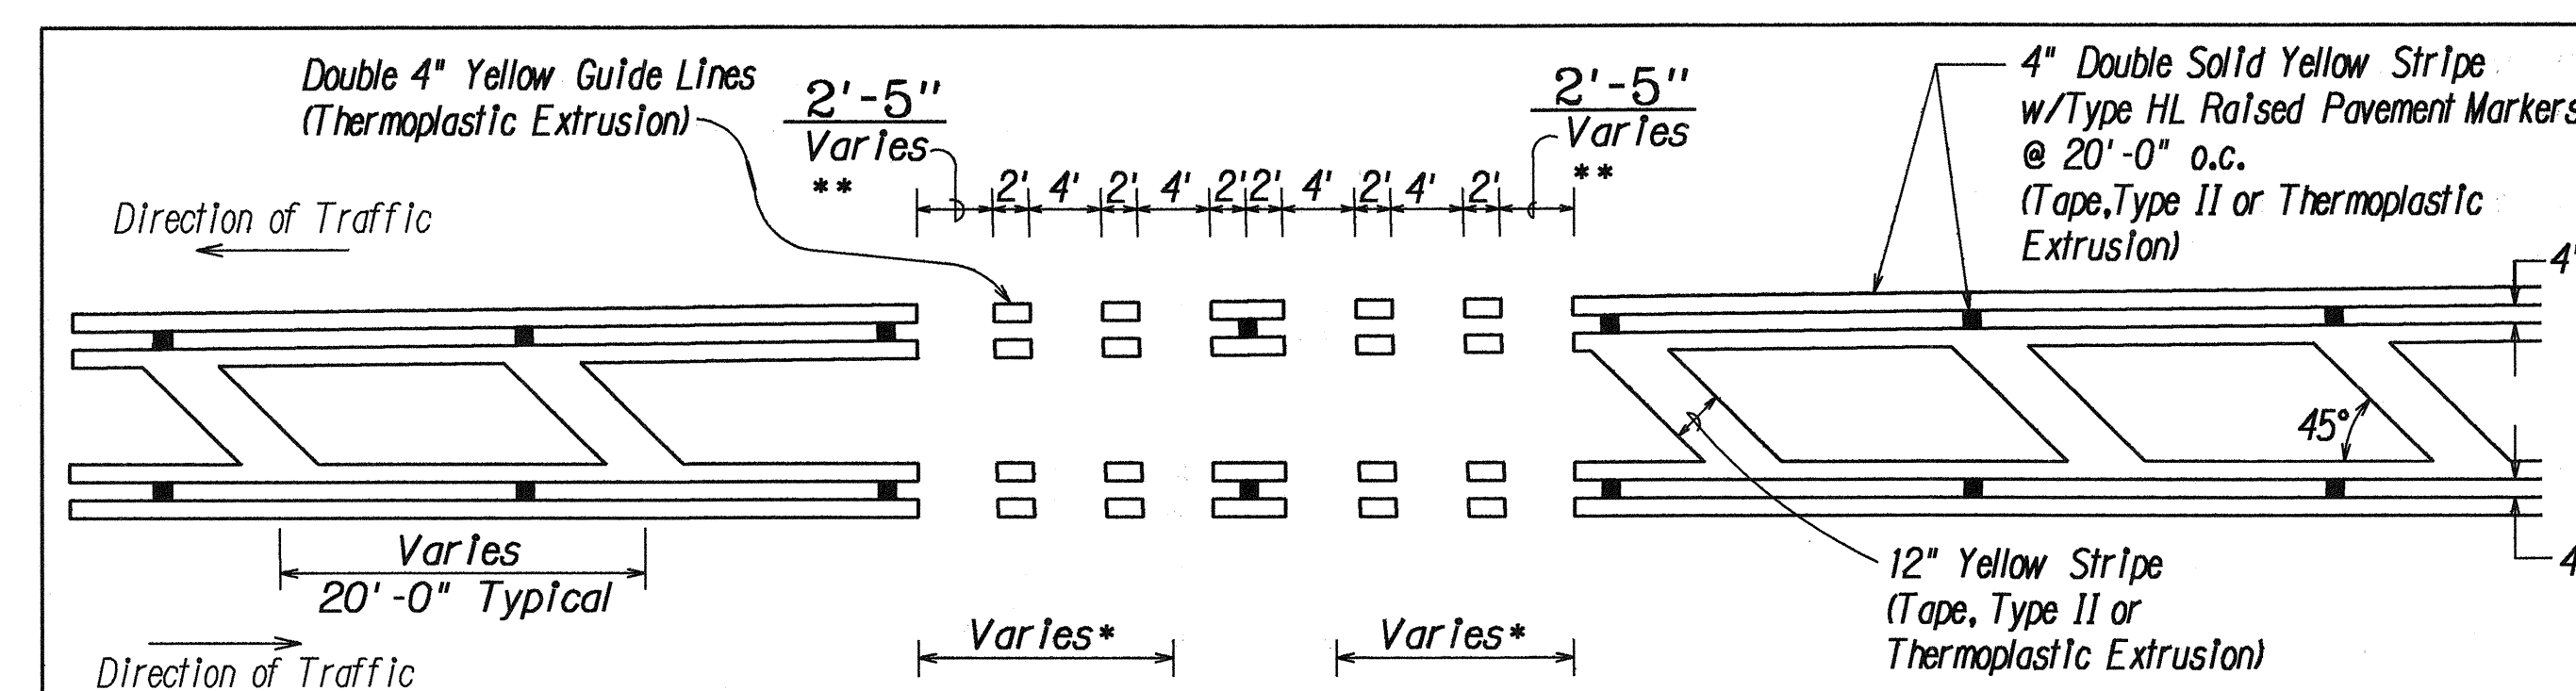 Double 4" Yellow Guide Lines
(Thermoplastic Extrusion)
2'-5"
Varies
**
2' 4' 2' 4' 2' 2' 4' 2' 4' 2'
2'-5"
Varies
**
4" Double Solid Yellow Stripe
w/Type HL Raised Pavement Markers
@ 20'-0" o.c.
(Tape,Type II or Thermoplastic
Extrusion)
Direction of Traffic
4"
45°
Varies
20'-0" Typical
4
12" Yellow Stripe
(Tape, Type II or
Thermoplastic Extrusion)
Varies*
Varies*
Direction of Traffic